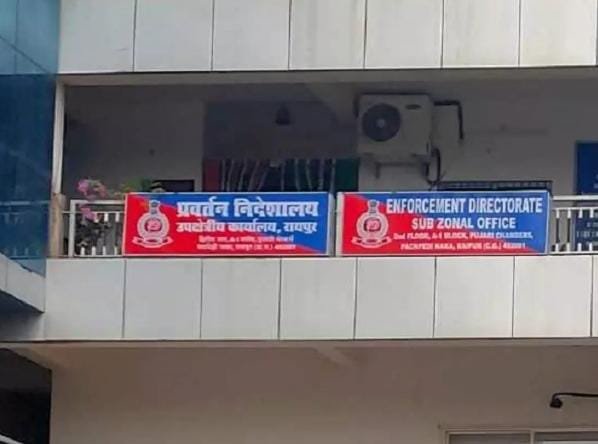 प्रवर्तन निदेशालय
उपक्षेत्रीय कार्यालय, रायपुर
ENFORCEMENT DIRECTORATE
SUB ZONAL OFFICE
2nd FLOOR, A-1 BLOCK, PUJARI CHAMBERS,
PACHPEDI NAKA, RAIPUR (C.G.) 492001